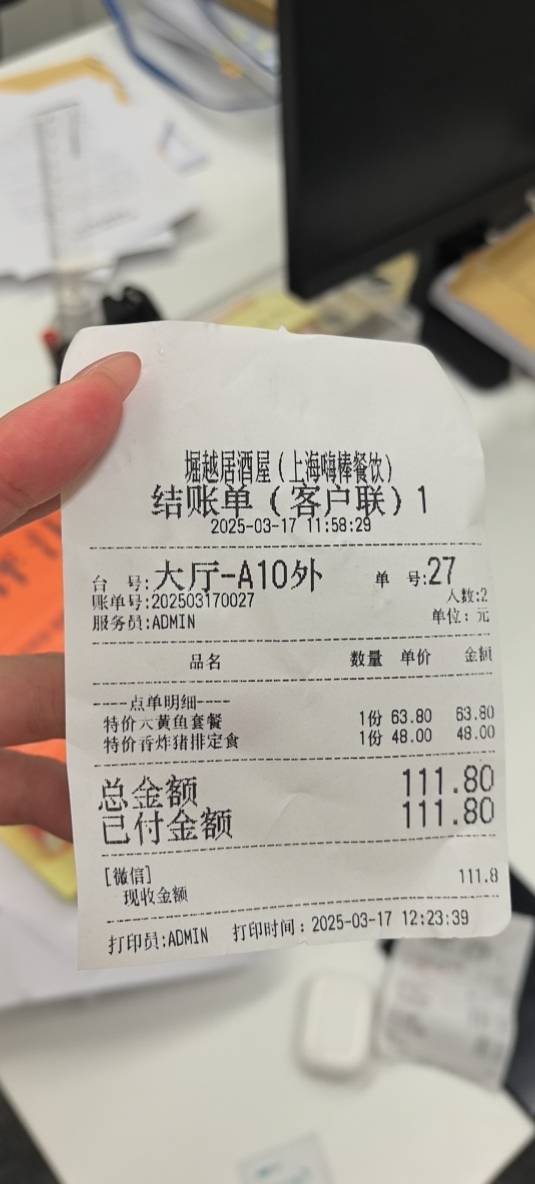 堀越居酒屋（上海嗨棒餐饮）
结账单（客户联）1
2025-03-17 11:58:29
台 号:大厅-A10外 单 号:27
账单号:202503170027 人数:2
服务员:ADMIN 单位：元
品名 数量 单价 金额
----点单明细----
特价大黄鱼套餐 1份 63.80 63.80
特价香炸猪排定食 1份 48.00 48.00
总金额 111.80
已付金额 111.80
[微信] 111.8
现收金额
打印员:ADMIN 打印时间：2025-03-17 12:23:39